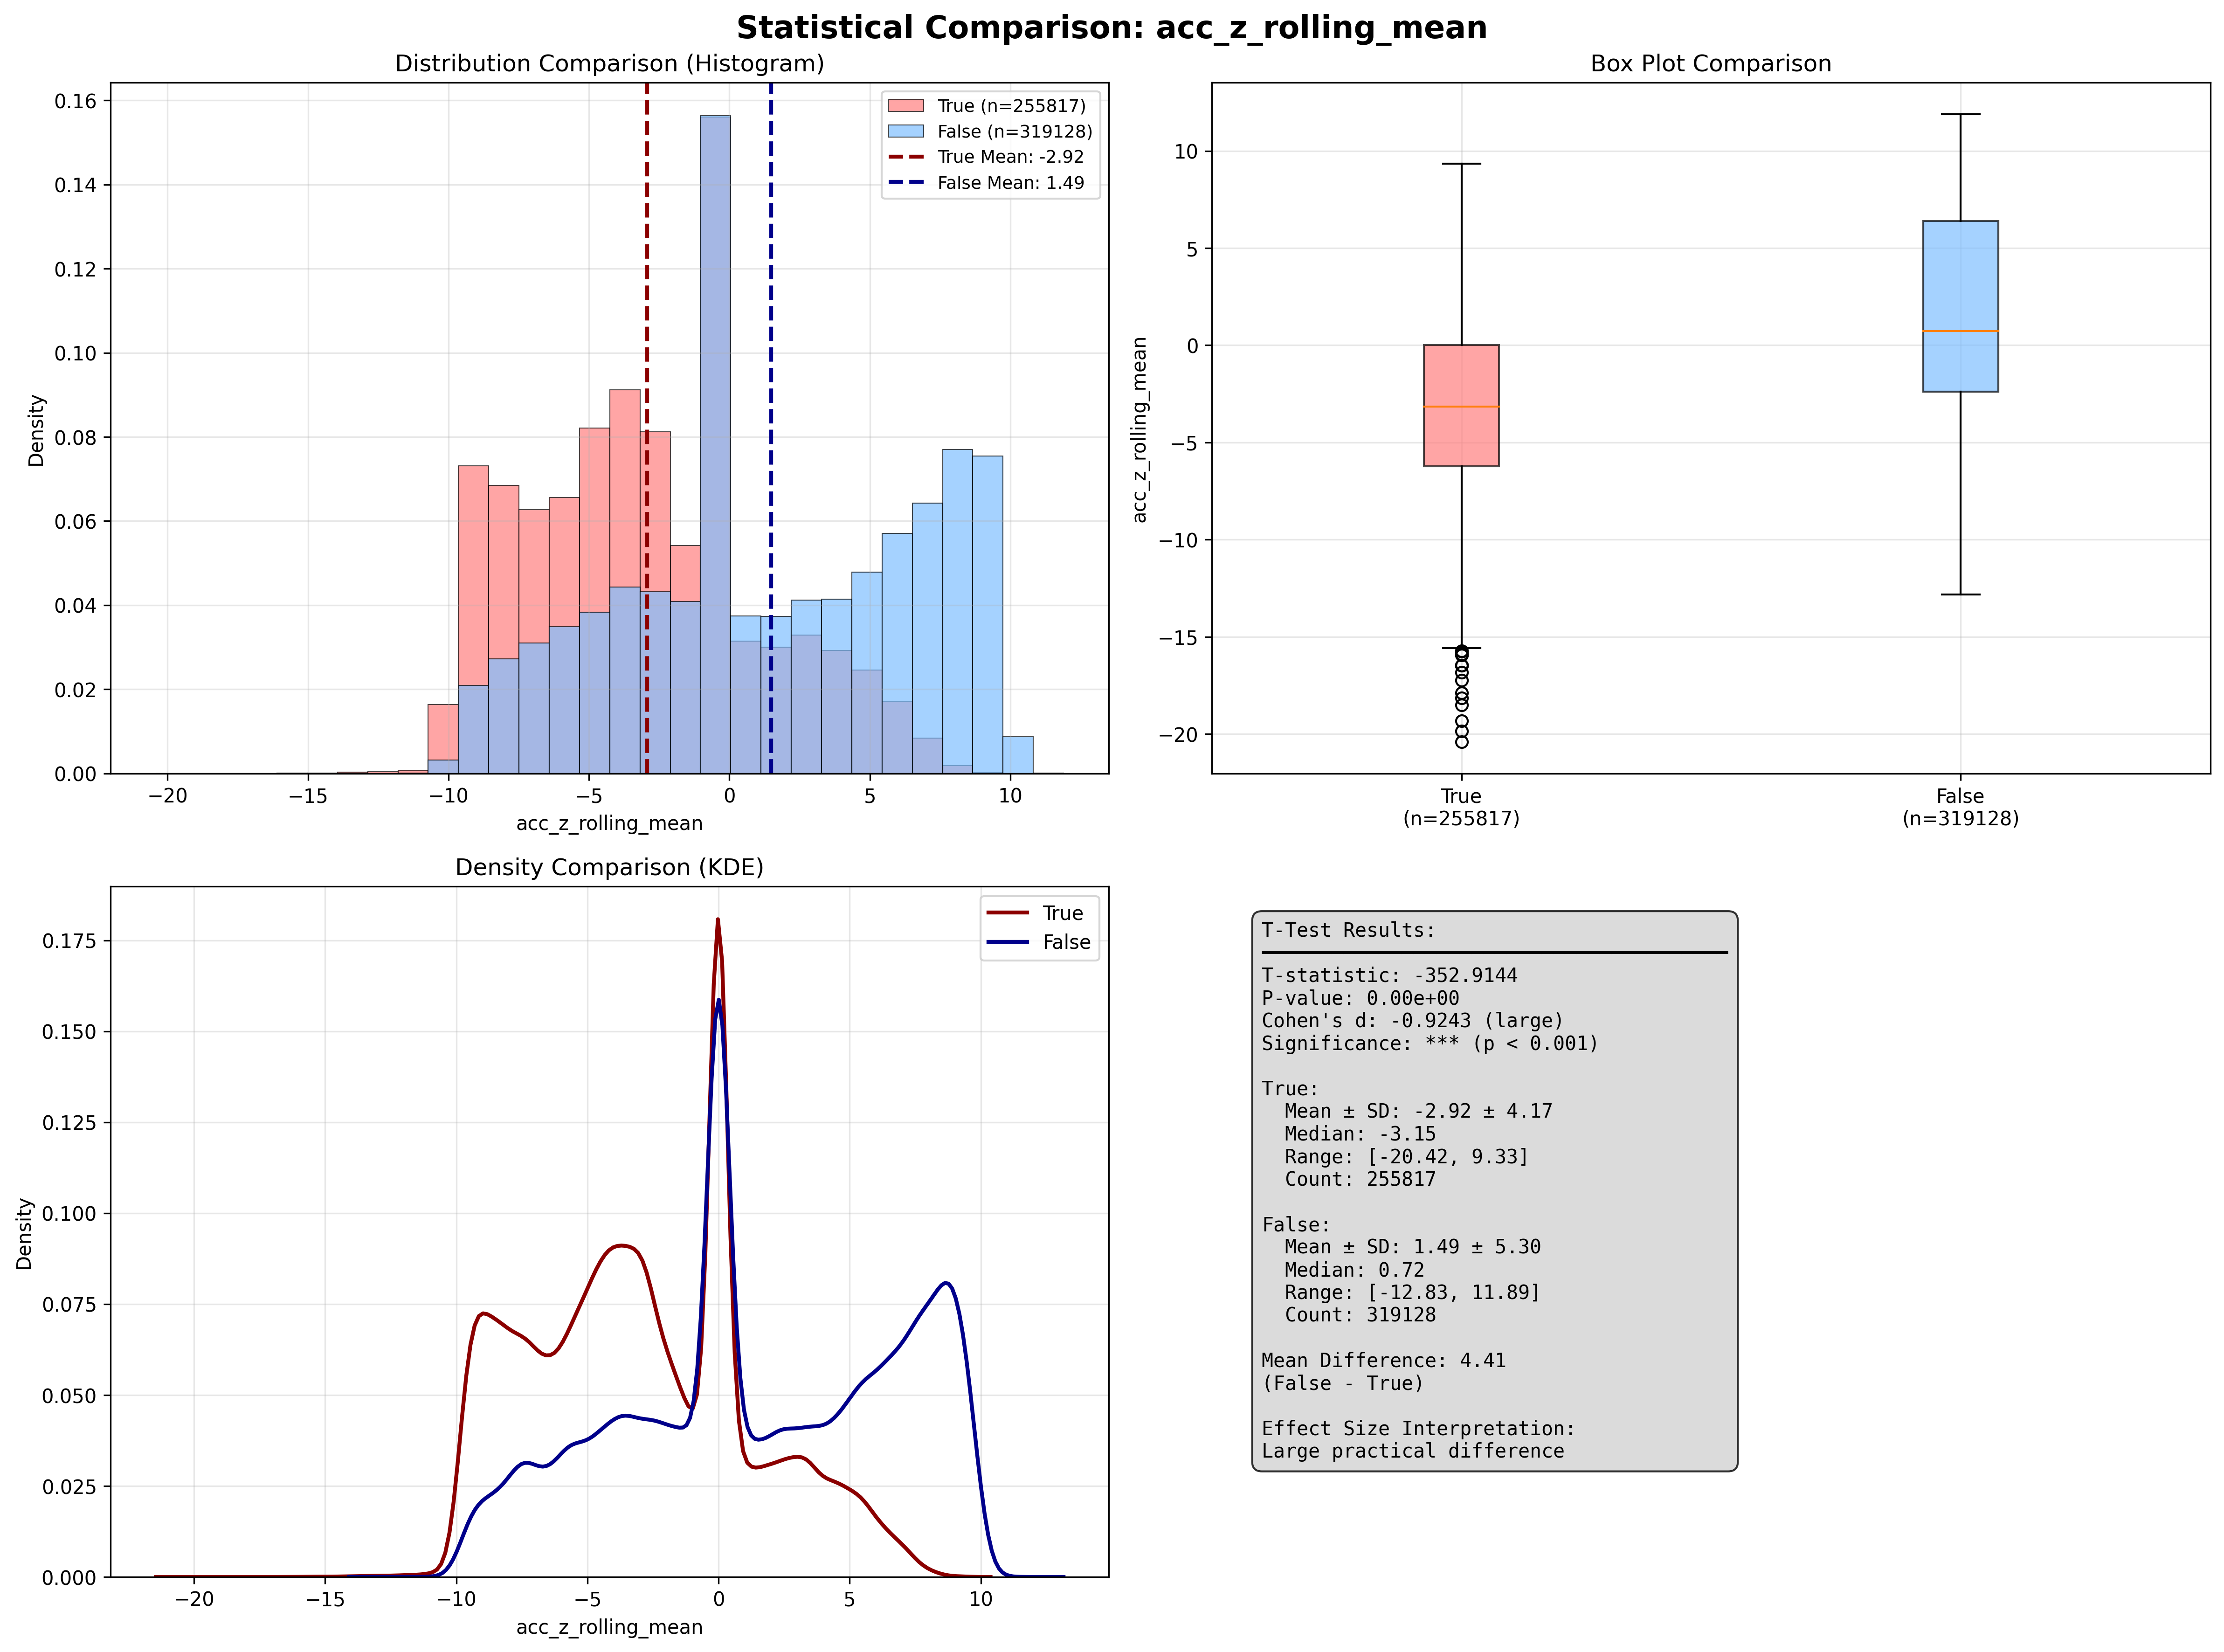 Statistical Comparison: acc_z_rolling_mean
Distribution Comparison (Histogram)
0.16
0.14
0.12
0.10
0.08
0.06
0.04
0.02
0.00
Density
True (n=255817)
False (n=319128)
True Mean: -2.92
False Mean: 1.49
−20
−15
−10
−5
0
5
10
acc_z_rolling_mean
Box Plot Comparison
10
5
0
−5
−10
−15
−20
acc_z_rolling_mean
True
(n=255817)
False
(n=319128)
Density Comparison (KDE)
0.175
0.150
0.125
0.100
0.075
0.050
0.025
0.000
Density
True
False
−20
−15
−10
−5
0
5
10
acc_z_rolling_mean
T-Test Results:
T-statistic: -352.9144
P-value: 0.00e+00
Cohen's d: -0.9243 (large)
Significance: *** (p < 0.001)
True:
Mean ± SD: -2.92 ± 4.17
Median: -3.15
Range: [-20.42, 9.33]
Count: 255817
False:
Mean ± SD: 1.49 ± 5.30
Median: 0.72
Range: [-12.83, 11.89]
Count: 319128
Mean Difference: 4.41
(False - True)
Effect Size Interpretation:
Large practical difference